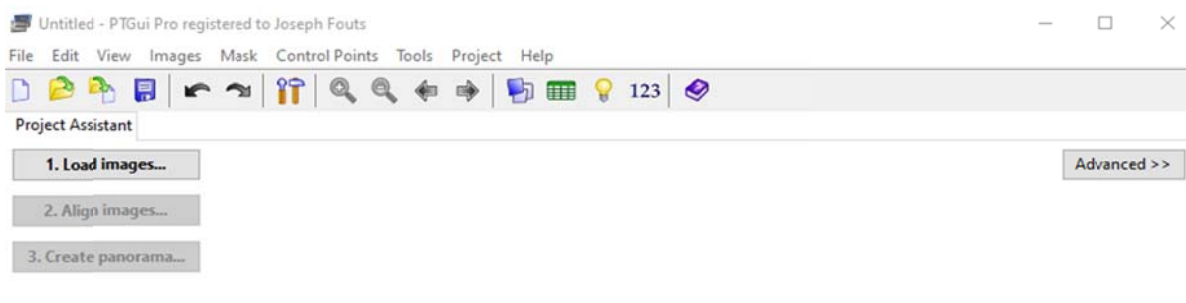 Untitled - PTGui Pro registered to Joseph Fouts
File Edit View Images Mask Control Points Tools Project Help
123
Project Assistant
1. Load images...
Advanced >>
2. Align images...
3. Create panorama...